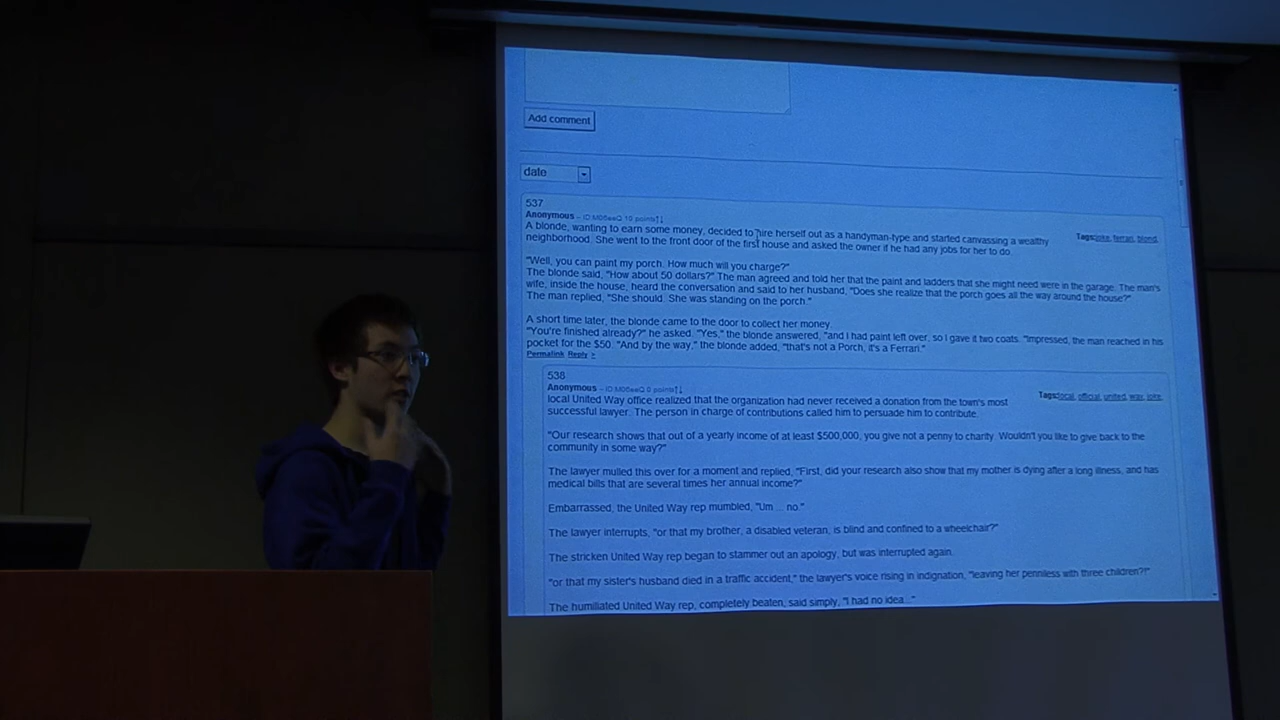 Add comment
date
537
Anonymous - ID:M05eaQ 10 points↑↓
A blonde, wanting to earn some money, decided to hire herself out as a handyman-type and started canvassing a wealthy
neighborhood. She went to the front door of the first house and asked the owner if he had any jobs for her to do.
Tags: joke, ferrari, blond,
"Well, you can paint my porch. How much will you charge?"
The blonde said, "How about 50 dollars?" The man agreed and told her that the paint and ladders that she might need were in the garage. The man's
wife, inside the house, heard the conversation and said to her husband, "Does she realize that the porch goes all the way around the house?"
The man replied, "She should. She was standing on the porch."
A short time later, the blonde came to the door to collect her money.
"You're finished already?" he asked. "Yes," the blonde answered, "and I had paint left over, so I gave it two coats. "Impressed, the man reached in his
pocket for the $50. "And by the way," the blonde added, "that's not a Porch, it's a Ferrari."
Permalink Reply >
538
Anonymous - ID:M05eaQ 0 points↑↓
local United Way office realized that the organization had never received a donation from the town's most
successful lawyer. The person in charge of contributions called him to persuade him to contribute.
Tags: local, official, united, way, joke,
"Our research shows that out of a yearly income of at least $500,000, you give not a penny to charity. Wouldn't you like to give back to the
community in some way?"
The lawyer mulled this over for a moment and replied, "First, did your research also show that my mother is dying after a long illness, and has
medical bills that are several times her annual income?"
Embarrassed, the United Way rep mumbled, "Um ... no."
The lawyer interrupts, "or that my brother, a disabled veteran, is blind and confined to a wheelchair?"
The stricken United Way rep began to stammer out an apology, but was interrupted again.
"or that my sister's husband died in a traffic accident," the lawyer's voice rising in indignation, "leaving her penniless with three children?!"
The humiliated United Way rep, completely beaten, said simply, "I had no idea..."